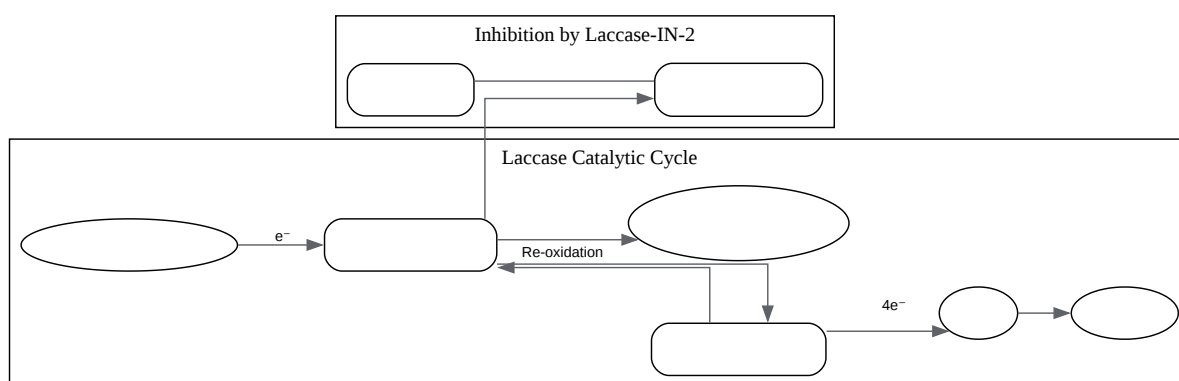 Inhibition by Laccase-IN-2
Laccase Catalytic Cycle
e⁻
Re-oxidation
4e⁻